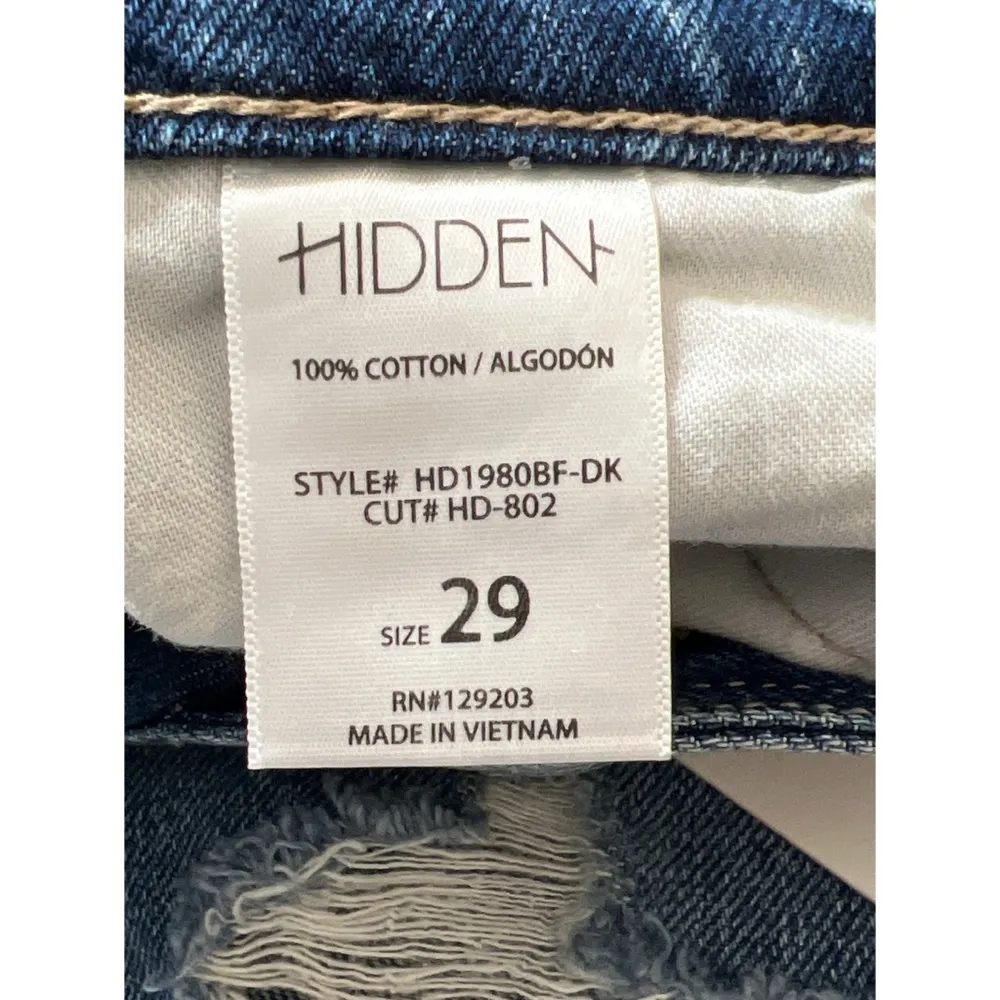 HIDDEN
100% COTTON / ALGODÓN
STYLE# HD1980BF-DK
CUT# HD-802
SIZE 29
RN#129203
MADE IN VIETNAM